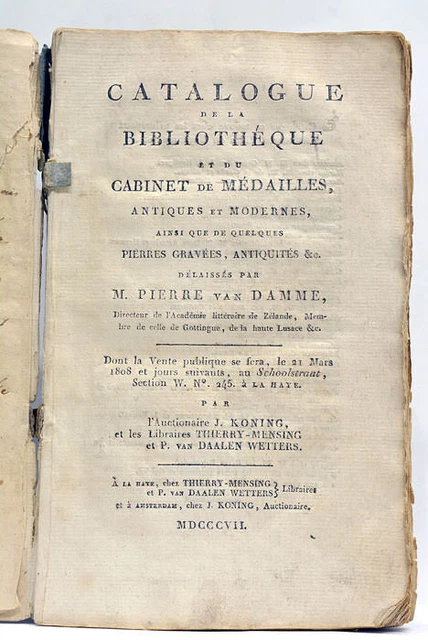 CATALOGUE
DE LA
BIBLIOTHÉQUE
ET DU
CABINET DE MÉDAILLES,
ANTIQUES ET MODERNES,
AINSI QUE DE QUELQUES
PIERRES GRAVÉES, ANTIQUITÉS &c.
DÉLAISSÉS PAR
M. PIERRE VAN DAMME,
Directeur de l'Académie littéraire de Zélande, Mem-
bre de celle de Gottingue, de la haute Lusace &c.
Dont la Vente publique se fera, le 21 Mars
1808 et jours suivants, au Schoolstraat,
Section W. N°. 245. À LA HAYE.
PAR
l'Auctionaire J. KONING,
et les Libraires THIERRY-MENSING
et P. VAN DAALEN WETTERS.
À LA HAYE, chez THIERRY-MENSING
et P. VAN DAALEN WETTERS} Libraires
et à AMSTERDAM, chez J. KONING, Auctionaire.
MDCCCVII.